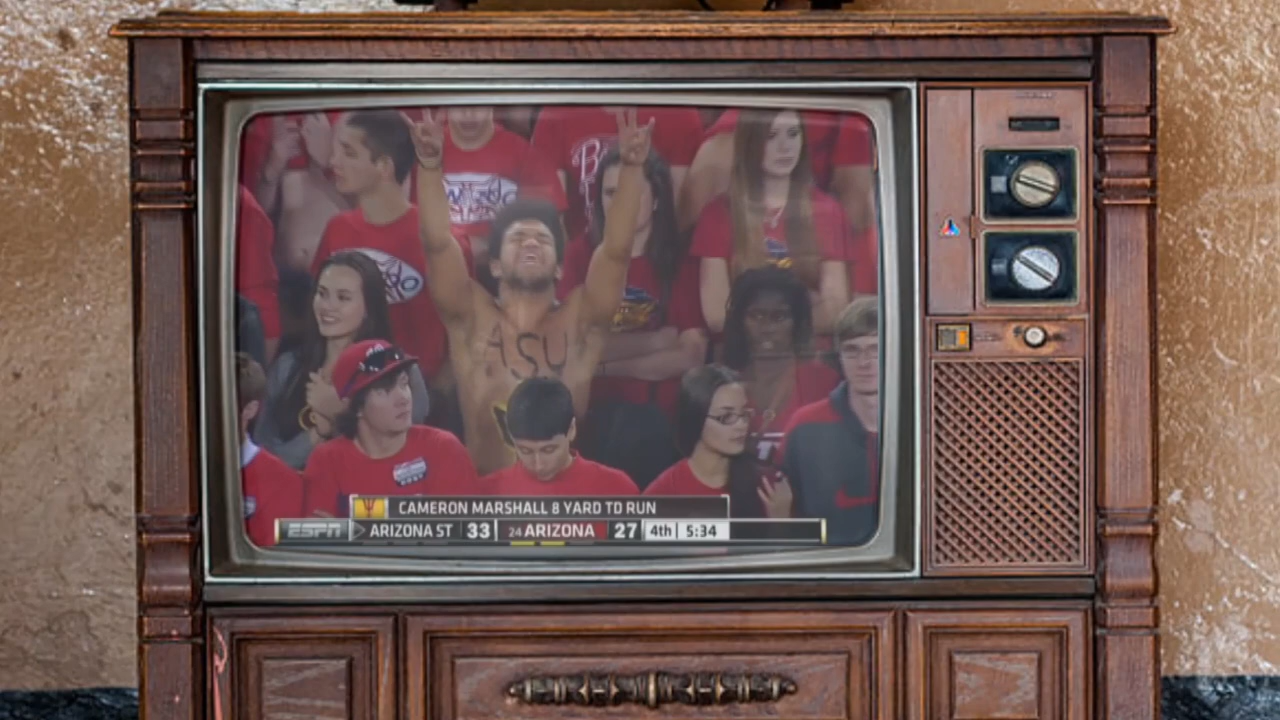 ASU
CAMERON MARSHALL 8 YARD TD RUN
ESPN ARIZONA ST 33 24 ARIZONA 27 4th 5:34